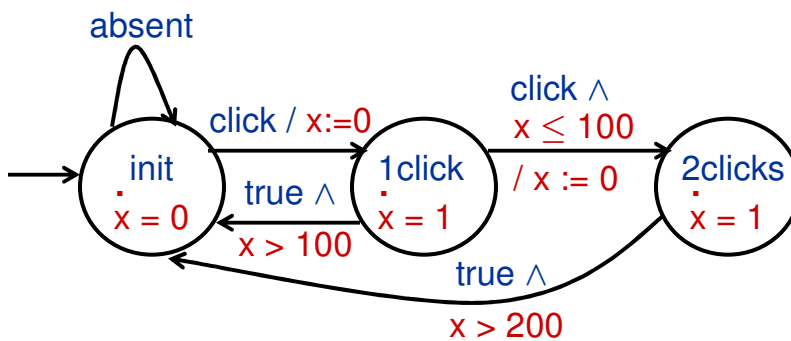 absent
click / x:=0
click ∧
x ≤ 100
/ x := 0
init
ẋ = 0
1click
ẋ = 1
2clicks
ẋ = 1
true ∧
x > 100
true ∧
x > 200